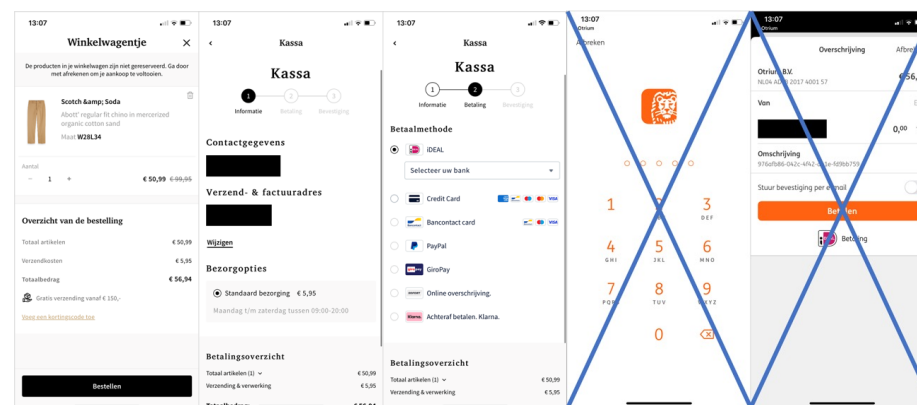 13:07
Winkelwagentje
De producten in je winkelwagen zijn niet gereserveerd. Ga door
met afrekenen om je aankoop te voltooien.
Scotch &amp; Soda
Abott' regular fit chino in mercerized
organic cotton sand
Maat W28L34
Aantal
− 1 +
€ 50,99 € 99,95
Overzicht van de bestelling
Totaal artikelen € 50,99
Verzendkosten € 5,95
Totaalbedrag € 56,94
Gratis verzending vanaf € 150,-
Voeg een kortingscode toe
Bestellen
13:07
Kassa
Kassa
1 2 3
Informatie Betaling Bevestiging
Contactgegevens
Verzend- & factuuradres
Wijzigen
Bezorgopties
Standaard bezorging € 5,95
Maandag t/m zaterdag tussen 09:00-20:00
Betalingsoverzicht
Totaal artikelen (1) € 50,99
Verzending & verwerking € 5,95
13:07
Kassa
Kassa
1 2 3
Informatie Betaling Bevestiging
Betaalmethode
iDEAL
Selecteer uw bank
Credit Card
VISA
Bancontact card
VISA
PayPal
GiroPay
Online overschrijving.
Klarna.
Achteraf betalen. Klarna.
Betalingsoverzicht
Totaal artikelen (1) € 50,99
Verzending & verwerking € 5,95
13:07
Otrium
1
3
DEF
4
GHI
5
JKL
6
MNO
7
8
TUV
9
0
13:07
Otrium
Overschrijving
Otrium B.V.
Van
0,00
Omschrijving
Stuur bevestiging per e-mail
Betalen
Betaling